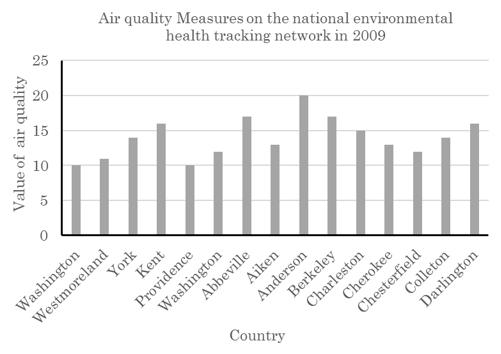 Air quality Measures on the national environmental
health tracking network in 2009
Value of air quality
25
20
15
10
5
0
Washington
Westmoreland
York
Kent
Providence
Washington
Abbeville
Aiken
Anderson
Berkeley
Charleston
Cherokee
Chesterfield
Colleton
Darlington
Country